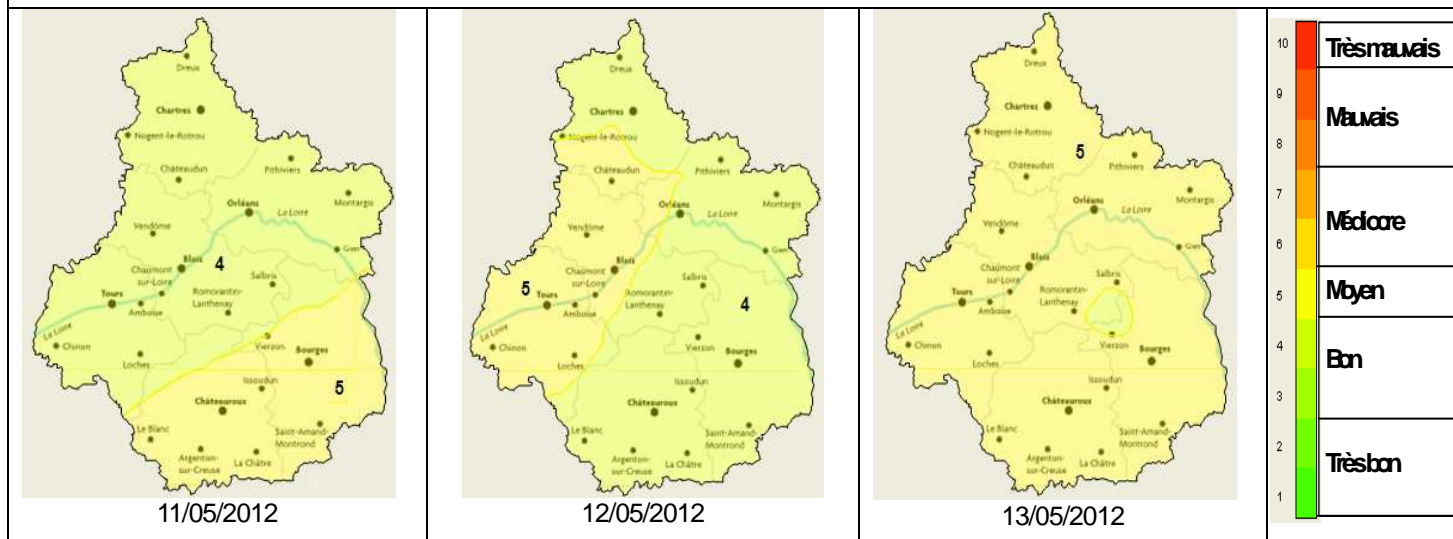 Dreux
Chartres
Nogent-le-Rotrou
Châteaudun
Pithiviers
Montargis
Orléans
La Loire
Vendôme
Gien
Blois
4
Chaumont
sur-Loire
Salbris
Tours
Amboise
Romorantin-
Lanthenay
La Loire
Chinon
Loches
Vierzon
Bourges
Issoudun
5
Châteauroux
Le Blanc
Saint-Amand-
Montrond
Argenton-
sur-Creuse
La Châtre
11/05/2012
Dreux
Chartres
Nogent-le-Rotrou
Châteaudun
Pithiviers
Montargis
Orléans
La Loire
Vendôme
Gien
Blois
Chaumont
sur-Loire
Salbris
5
Tours
Amboise
Romorantin-
Lanthenay
4
La Loire
Chinon
Loches
Vierzon
Bourges
Issoudun
Châteauroux
Le Blanc
Saint-Amand-
Montrond
Argenton-
sur-Creuse
La Châtre
12/05/2012
Dreux
Chartres
Nogent-le-Rotrou
5
Châteaudun
Pithiviers
Montargis
Orléans
La Loire
Vendôme
Gien
Blois
Chaumont
sur-Loire
Salbris
Tours
Amboise
Romorantin-
Lanthenay
La Loire
Chinon
Loches
Vierzon
Bourges
Issoudun
Châteauroux
Le Blanc
Saint-Amand-
Montrond
Argenton-
sur-Creuse
La Châtre
13/05/2012
10
Très mauvais
9
Mauvais
8
7
Médiocre
6
5
Moyen
4
Bon
3
2
Très bon
1